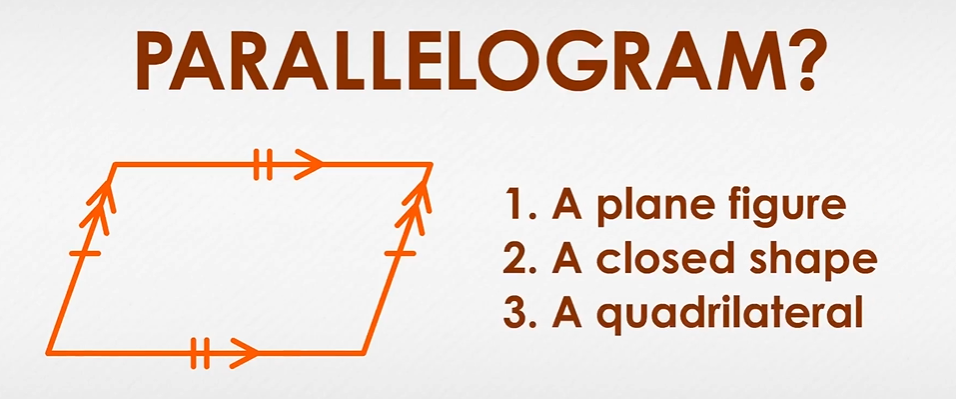 PARALLELOGRAM?
1. A plane figure
2. A closed shape
3. A quadrilateral